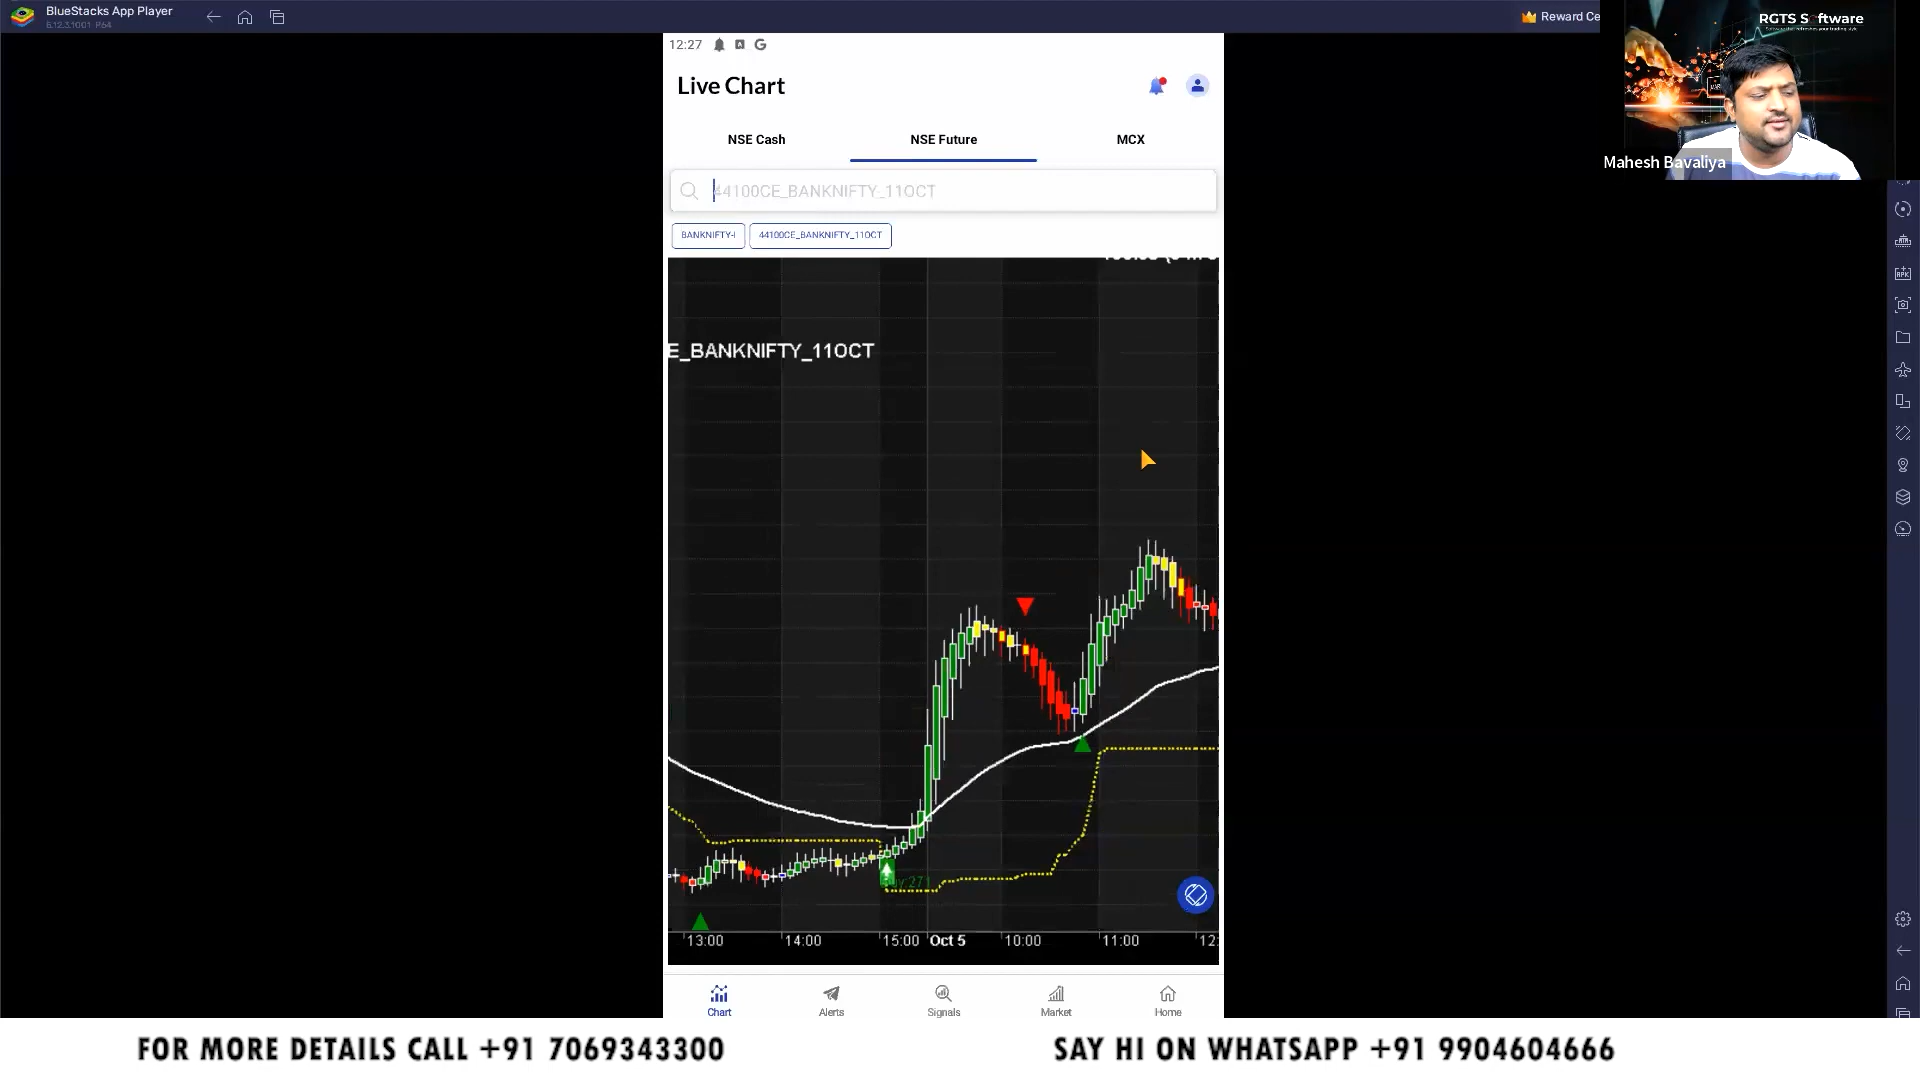 BlueStacks App Player
Reward Ce
RGTS Software
Mahesh Bavaliya
12:27
Live Chart
NSE Cash
NSE Future
MCX
44100CE_BANKNIFTY_11OCT
BANKNIFTY-I
44100CE_BANKNIFTY_11OCT
E_BANKNIFTY_11OCT
13:00
14:00
15:00
Oct 5
10:00
11:00
12:
Chart
Alerts
Signals
Market
Home
FOR MORE DETAILS CALL +91 7069343300
SAY HI ON WHATSAPP +91 9904604666